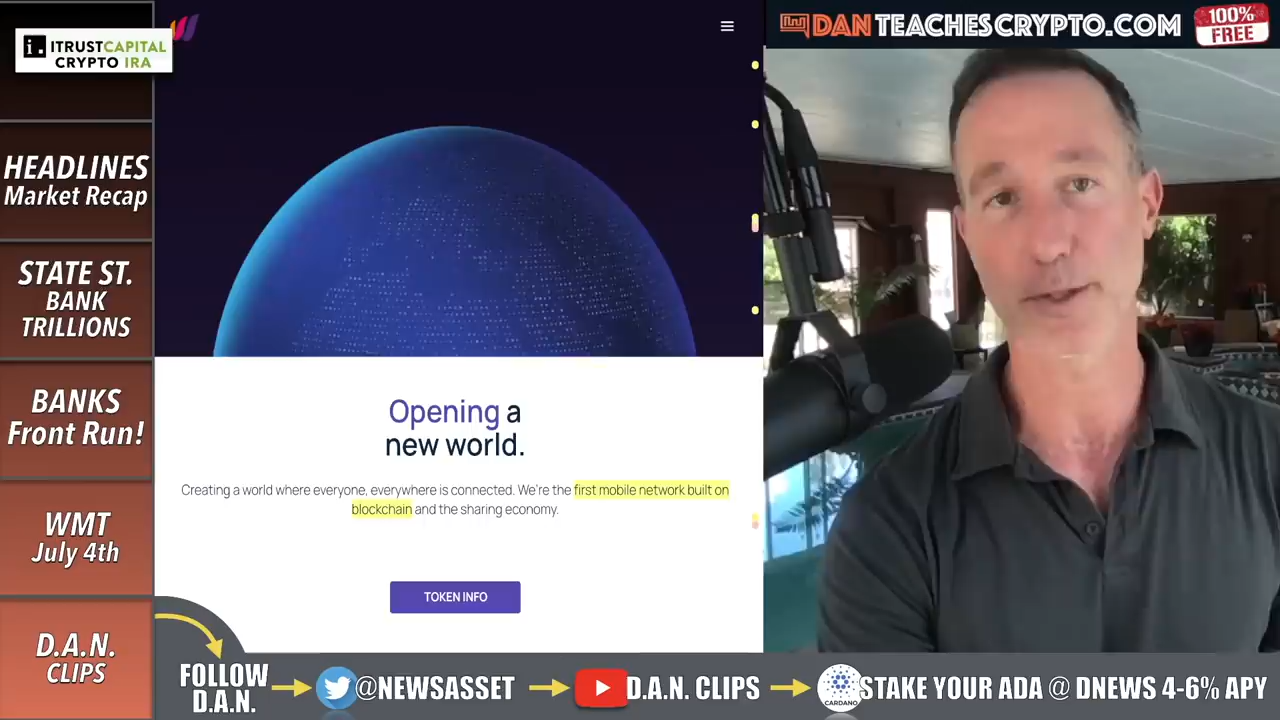 i. ITRUSTCAPITAL
CRYPTO IRA
DANTEACHESCRYPTO.COM
100%
FREE
HEADLINES
Market Recap
STATE ST.
BANK
TRILLIONS
BANKS
Front Run!
WMT
July 4th
D.A.N.
CLIPS
Opening a
new world.
Creating a world where everyone, everywhere is connected. We're the first mobile network built on
blockchain and the sharing economy.
TOKEN INFO
FOLLOW
D.A.N.
@NEWSASSET
D.A.N. CLIPS
CARDANO
STAKE YOUR ADA @ DNEWS 4-6% APY